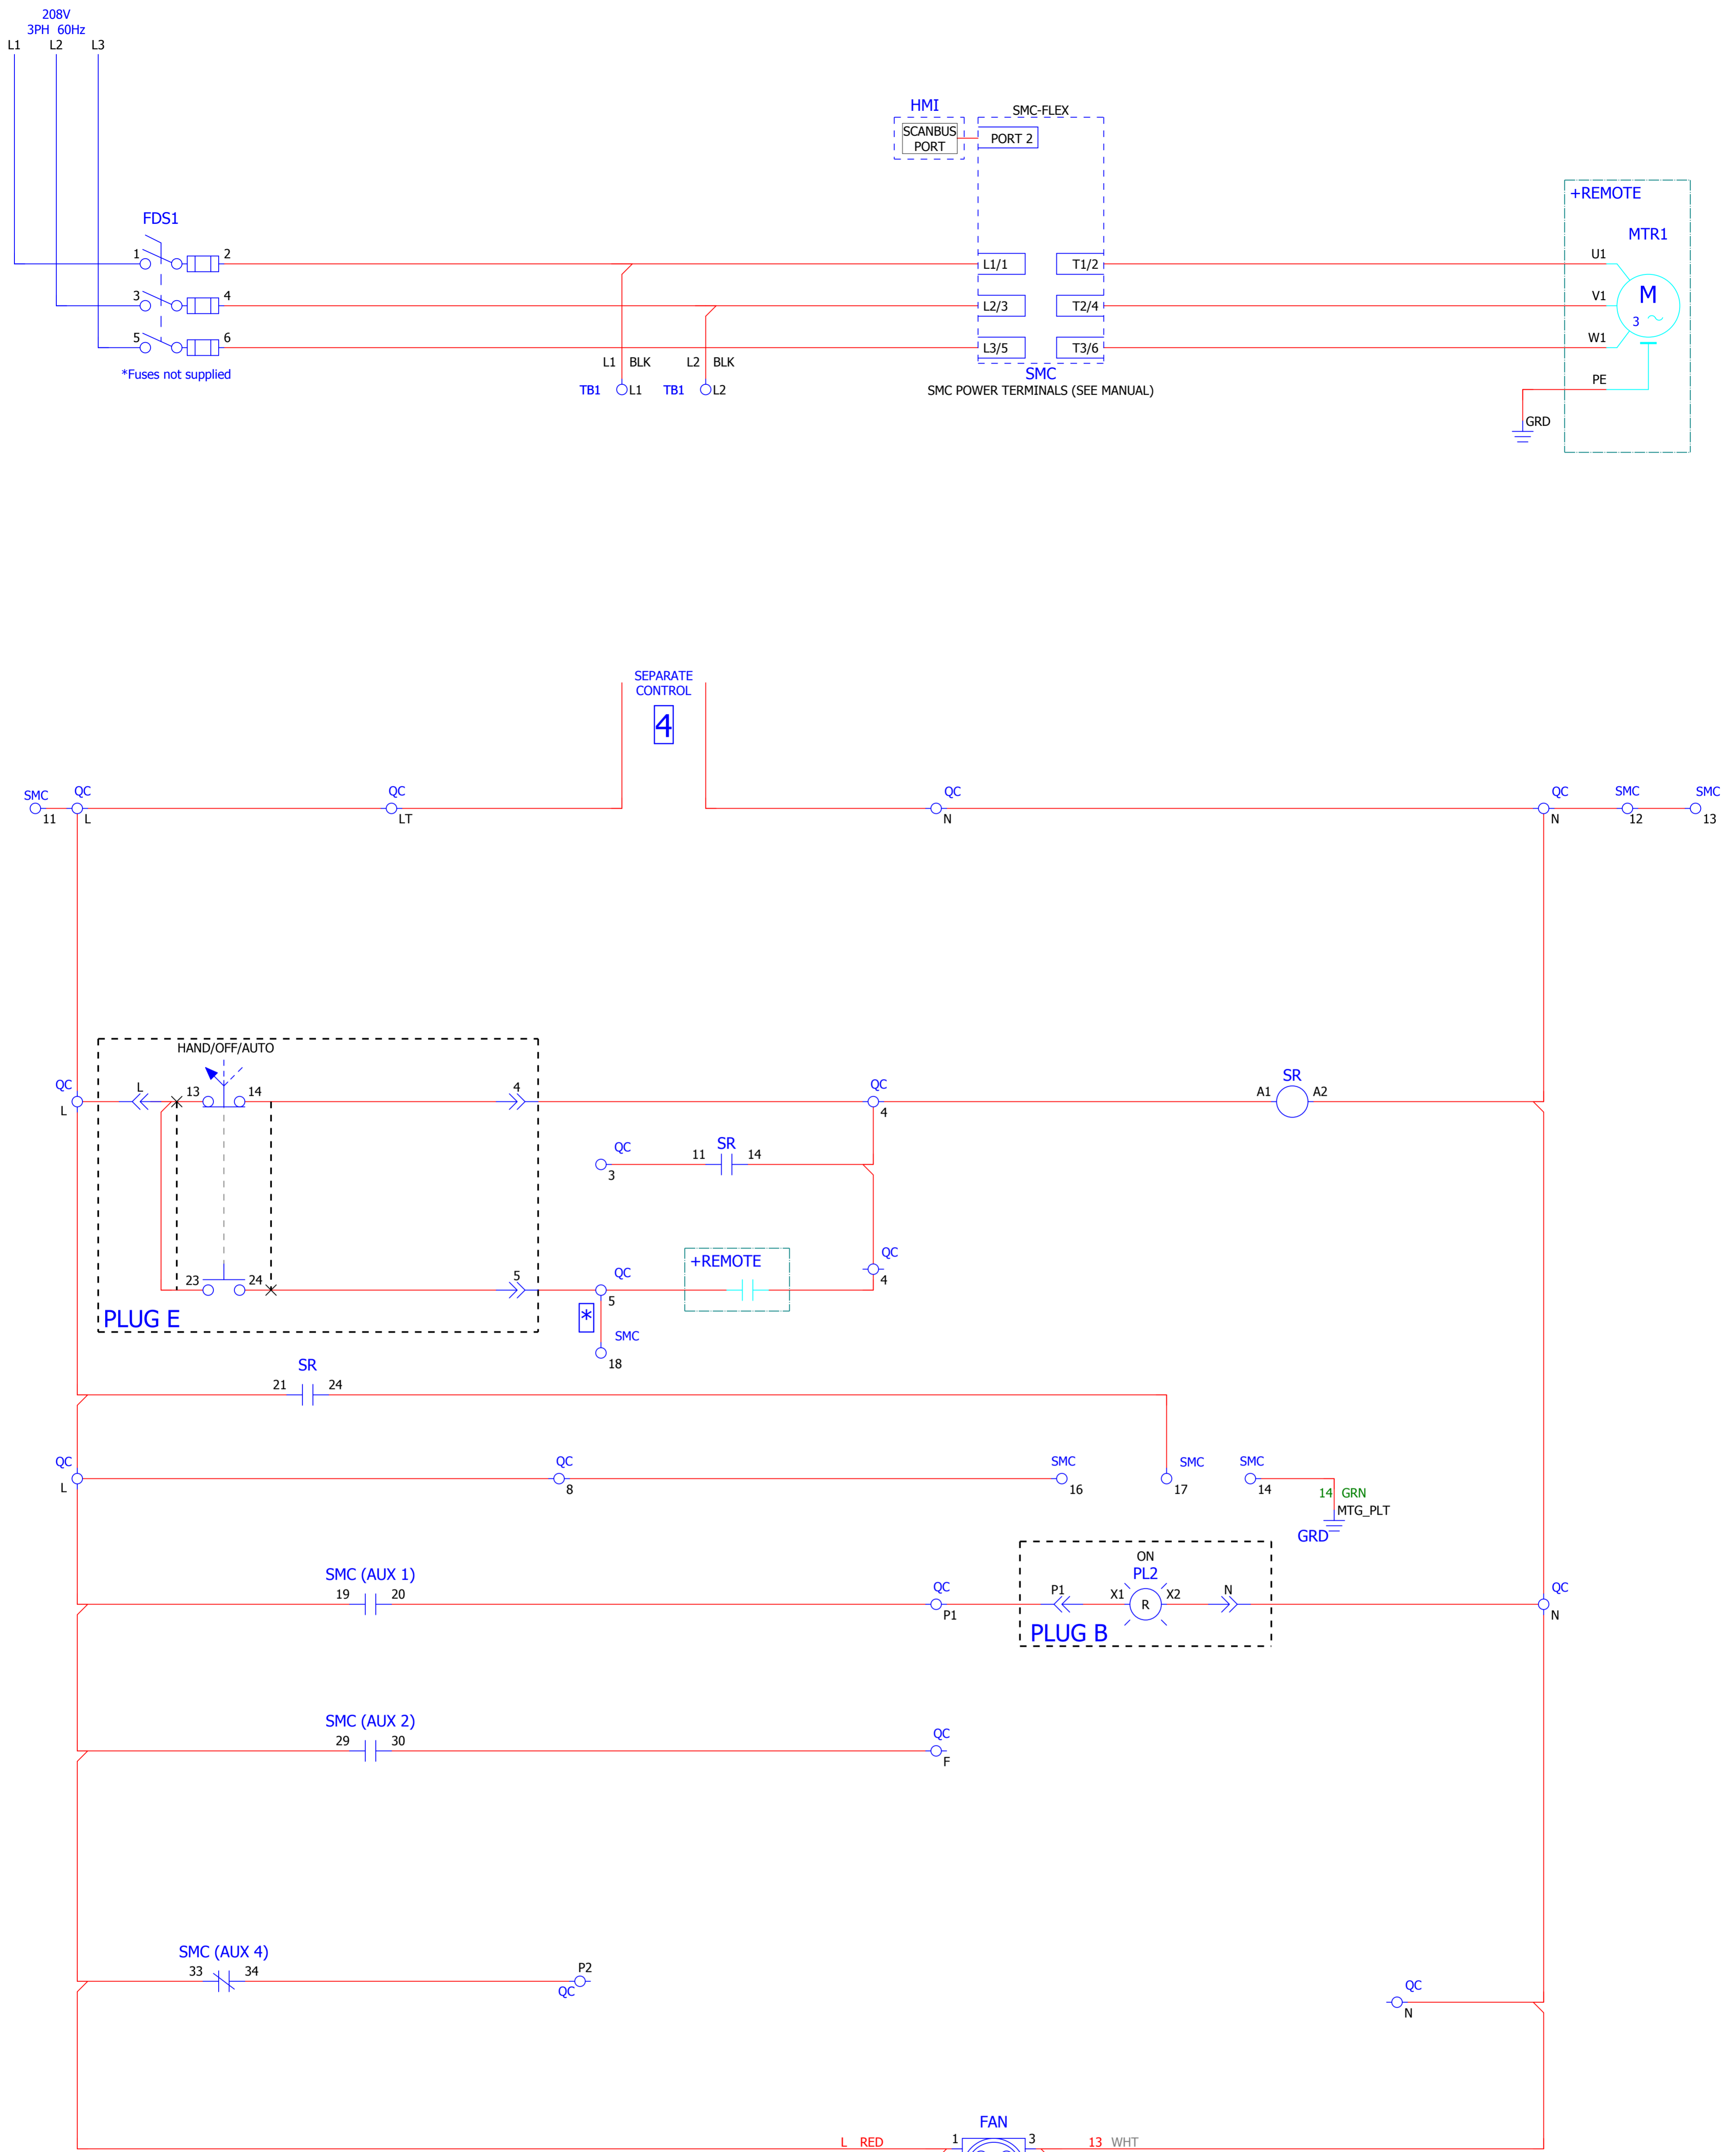 208V
3PH 60Hz
L1 L2 L3
HMI
SMC-FLEX
SCANBUS
PORT
PORT 2
+REMOTE
FDS1
MTR1
1 2 L1/1 T1/2 U1
3 4 L2/3 T2/4 V1 M
3
5 6 L3/5 T3/6 W1
*Fuses not supplied
L1 BLK L2 BLK
SMC
PE
TB1 L1 TB1 L2
SMC POWER TERMINALS (SEE MANUAL)
GRD
SEPARATE
CONTROL
4
SMC QC QC QC QC SMC SMC
11 L LT N N 12 13
HAND/OFF/AUTO
QC L 13 14 4 QC A1 SR A2
L 4
QC 11 SR 14
3
+REMOTE QC
4
23 24 5 QC
5
PLUG E
*
SMC
18
SR
21 24
QC QC SMC SMC SMC
L 8 16 17 14
14 GRN
MTG_PLT
GRD
ON
SMC (AUX 1) PL2
19 20 QC P1 X1 R X2 N QC
P1 N
PLUG B
SMC (AUX 2)
29 30 QC
F
SMC (AUX 4)
33 34 P2
QC
QC
N
FAN
L RED 1 3 13 WHT